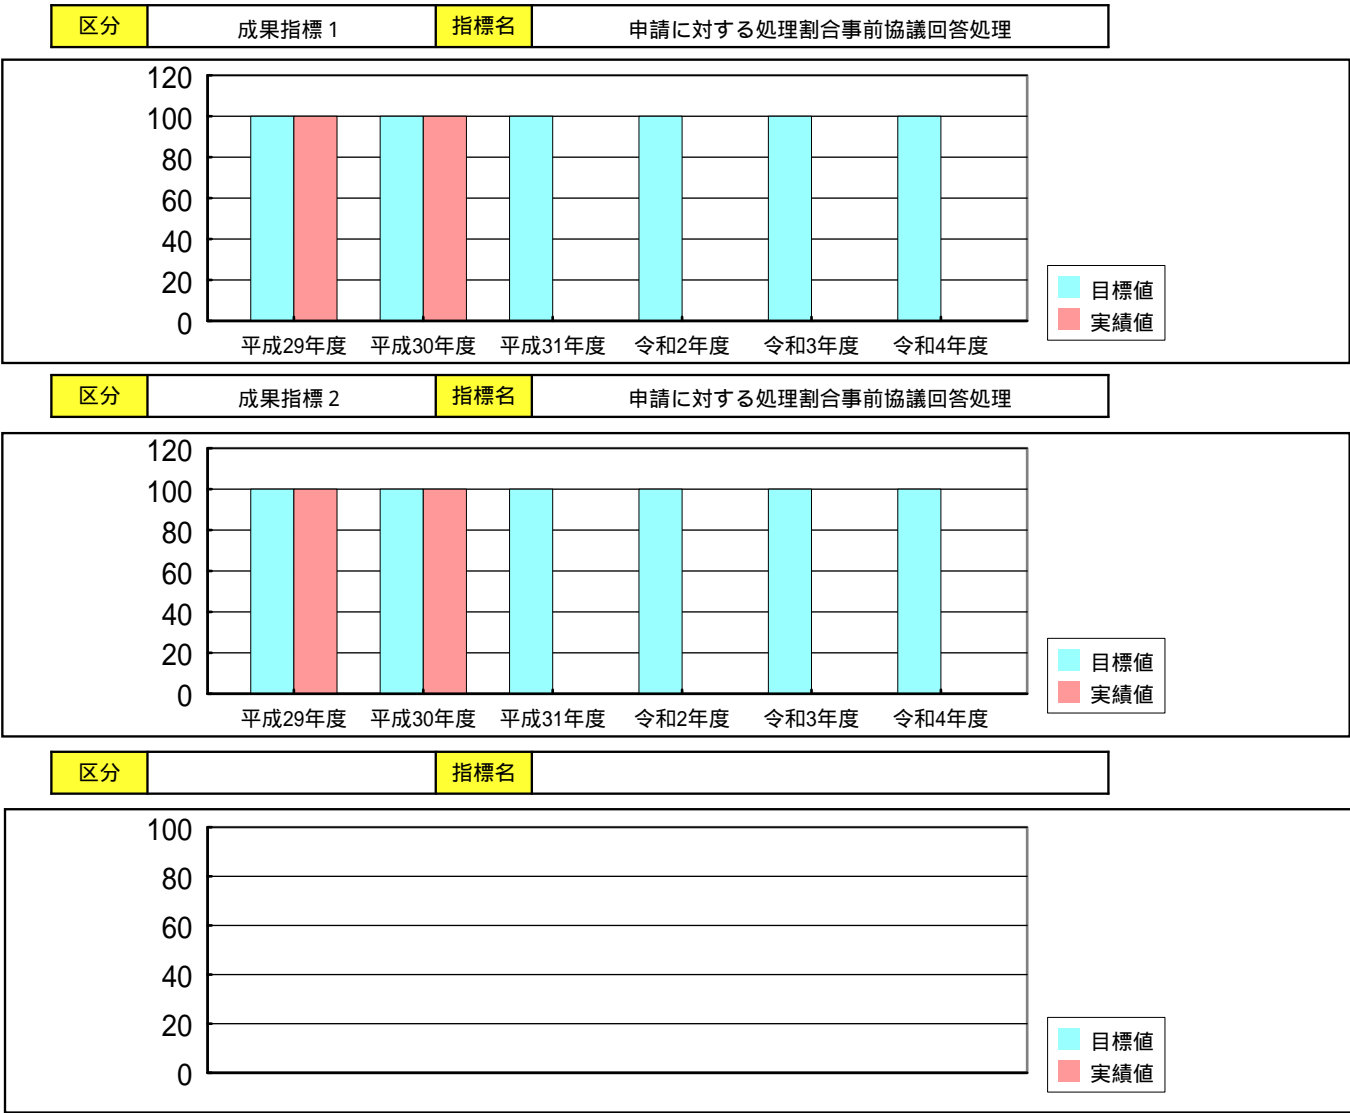 区分 成果指標１ 指標名 申請に対する処理割合事前協議回答処理
120
100
80
60
40
20
0
平成29年度 平成30年度 平成31年度 令和2年度 令和3年度 令和4年度
目標値
実績値
区分 成果指標２ 指標名 申請に対する処理割合事前協議回答処理
120
100
80
60
40
20
0
平成29年度 平成30年度 平成31年度 令和2年度 令和3年度 令和4年度
目標値
実績値
区分 指標名
100
80
60
40
20
0
目標値
実績値